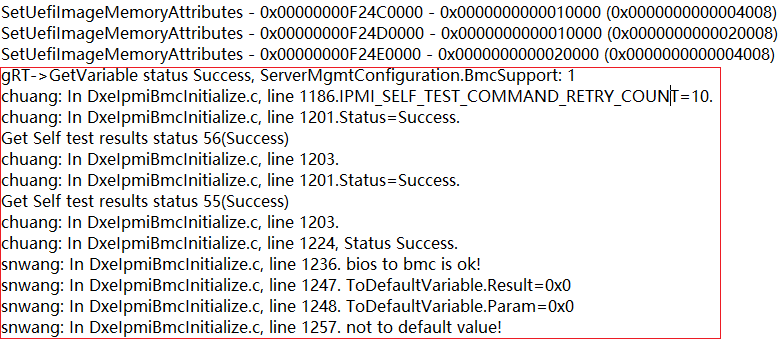 SetUefiImageMemoryAttributes - 0x00000000F24C0000 - 0x0000000000010000 (0x0000000000004008)
SetUefiImageMemoryAttributes - 0x00000000F24D0000 - 0x0000000000010000 (0x0000000000020008)
SetUefiImageMemoryAttributes - 0x00000000F24E0000 - 0x0000000000020000 (0x0000000000004008)
gRT->GetVariable status Success, ServerMgmtConfiguration.BmcSupport: 1
chuang: In DxeIpmiBmcInitialize.c, line 1186.IPMI_SELF_TEST_COMMAND_RETRY_COUNT=10.
chuang: In DxeIpmiBmcInitialize.c, line 1201.Status=Success.
Get Self test results status 56(Success)
chuang: In DxeIpmiBmcInitialize.c, line 1203.
chuang: In DxeIpmiBmcInitialize.c, line 1201.Status=Success.
Get Self test results status 55(Success)
chuang: In DxeIpmiBmcInitialize.c, line 1203.
chuang: In DxeIpmiBmcInitialize.c, line 1224, Status Success.
snwang: In DxeIpmiBmcInitialize.c, line 1236. bios to bmc is ok!
snwang: In DxeIpmiBmcInitialize.c, line 1247. ToDefaultVariable.Result=0x0
snwang: In DxeIpmiBmcInitialize.c, line 1248. ToDefaultVariable.Param=0x0
snwang: In DxeIpmiBmcInitialize.c, line 1257. not to default value!